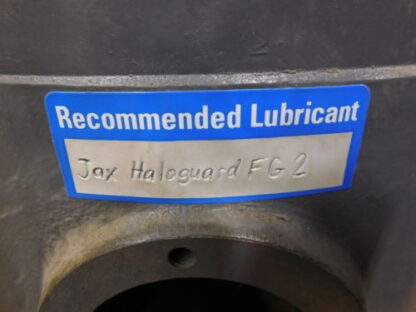 Recommended Lubricant
Jax Haloguard FG 2